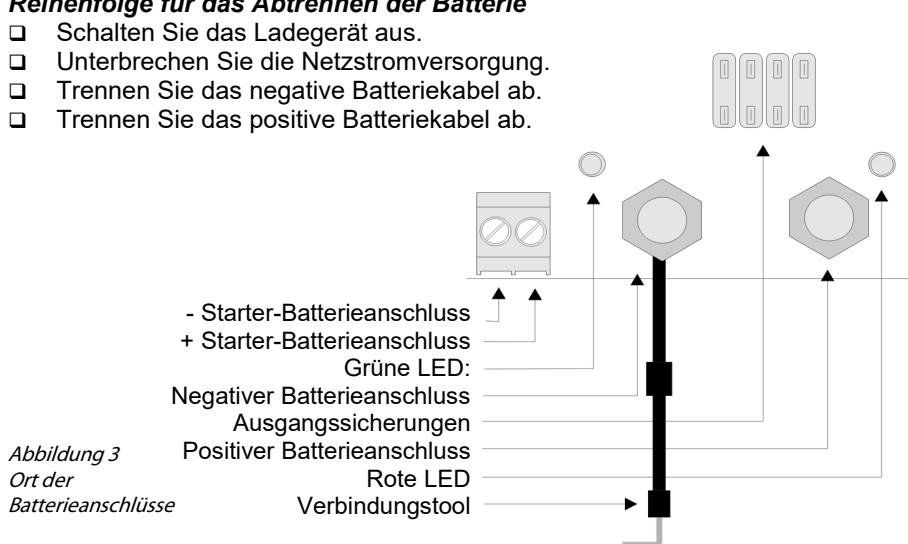 Reihenfolge für das Abtrennen der Batterie
❑ Schalten Sie das Ladegerät aus.
❑ Unterbrechen Sie die Netzstromversorgung.
❑ Trennen Sie das negative Batteriekabel ab.
❑ Trennen Sie das positive Batteriekabel ab.
- Starter-Batterieanschluss
+ Starter-Batterieanschluss
Grüne LED:
Negativer Batterieanschluss
Ausgangssicherungen
Positiver Batterieanschluss
Rote LED
Verbindungstool
Abbildung 3
Ort der
Batterieanschlüsse